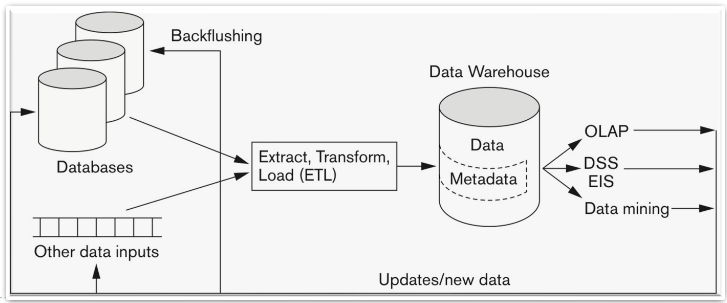 Backflushing
Databases
Other data inputs
Extract, Transform,
Load (ETL)
Data Warehouse
Data
Metadata
OLAP
DSS
EIS
Data mining
Updates/new data